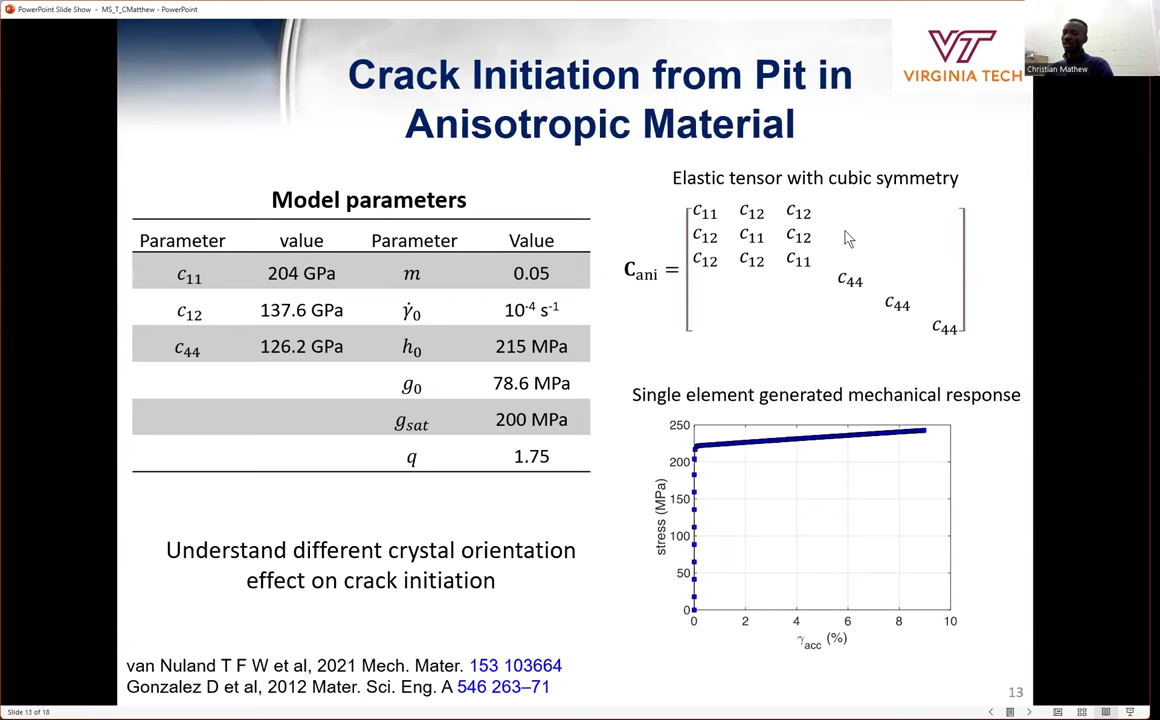 PowerPoint Slide Show - MS_T_CMatthew - PowerPoint
Crack Initiation from Pit in
Anisotropic Material
VT
VIRGINIA TECH
Christian Mathew
Model parameters
Parameter value Parameter Value
c₁₁ 204 GPa m 0.05
c₁₂ 137.6 GPa γ̇₀ 10⁻⁴ s⁻¹
c₄₄ 126.2 GPa h₀ 215 MPa
g₀ 78.6 MPa
g_sat 200 MPa
q 1.75
Understand different crystal orientation
effect on crack initiation
Elastic tensor with cubic symmetry
c₁₁ c₁₂ c₁₂
c₁₂ c₁₁ c₁₂
c₁₂ c₁₂ c₁₁
C_ani =
c₄₄
c₄₄
c₄₄
Single element generated mechanical response
250
200
150
100
50
0
stress (MPa)
0 2 4 6 8 10
γ_acc (%)
van Nuland T F W et al, 2021 Mech. Mater. 153 103664
Gonzalez D et al, 2012 Mater. Sci. Eng. A 546 263–71
13
Slide 13 of 18